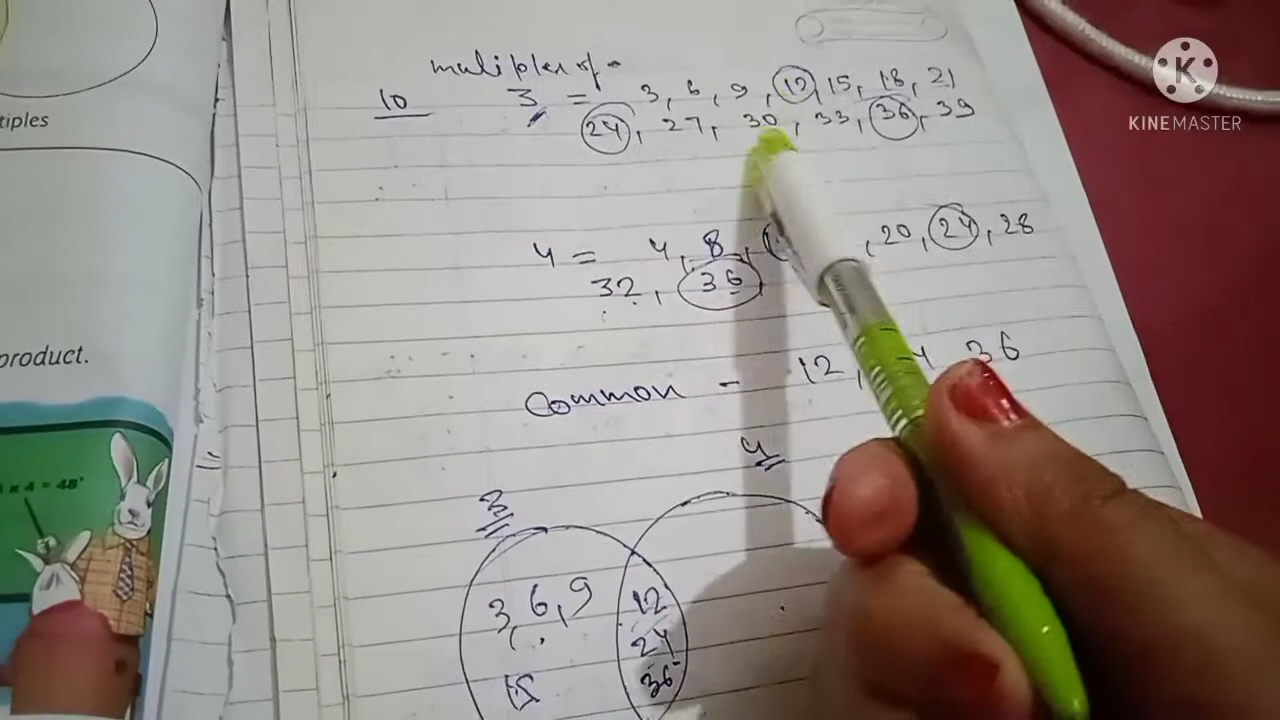 tiples
product.
x 4 = 48'
muliples of -
10 3 = 3, 6, 9, 12, 15, 18, 21
24, 27, 30, 33, 36, 39
4 = 4, 8, , 20, 24, 28
32, 36
Common - 12, 36
3
4
3, 6, 9
15
12
24
36
K
KINEMASTER